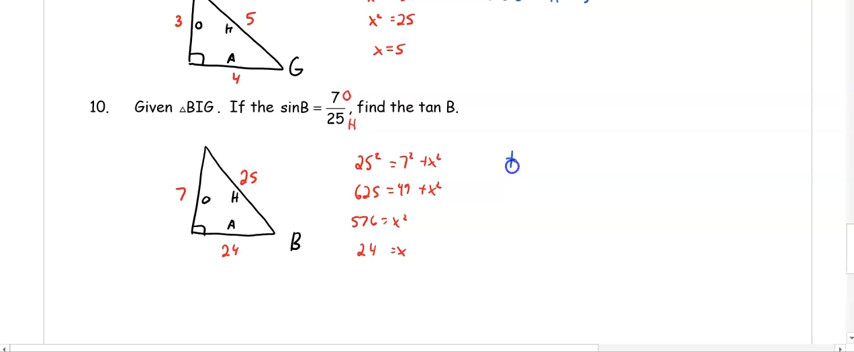 3 O H 5 x² = 25
A x = 5
4 G
10. Given △BIG. If the sinB = 7 O / 25 H, find the tan B.
25² = 7² + x²
7 O H 25 625 = 49 + x²
A 576 = x²
24 B 24 = x